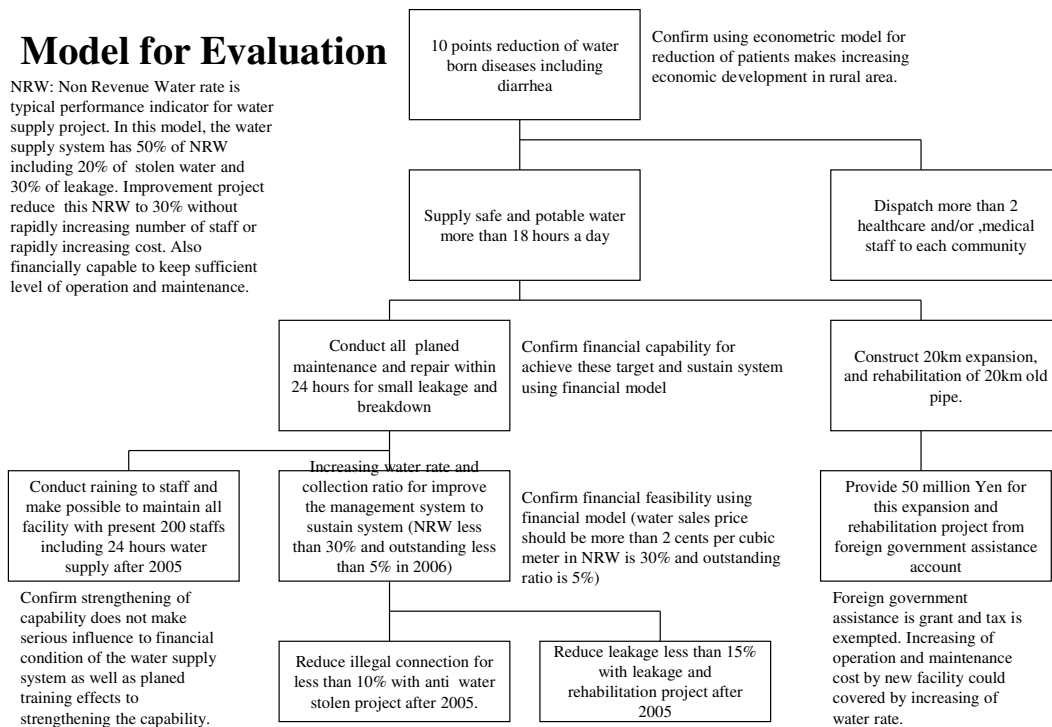 Model for Evaluation
NRW: Non Revenue Water rate is
typical performance indicator for water
supply project. In this model, the water
supply system has 50% of NRW
including 20% of stolen water and
30% of leakage. Improvement project
reduce this NRW to 30% without
rapidly increasing number of staff or
rapidly increasing cost. Also
financially capable to keep sufficient
level of operation and maintenance.
10 points reduction of water
born diseases including
diarrhea
Confirm using econometric model for
reduction of patients makes increasing
economic development in rural area.
Supply safe and potable water
more than 18 hours a day
Dispatch more than 2
healthcare and/or ,medical
staff to each community
Conduct all planed
maintenance and repair within
24 hours for small leakage and
breakdown
Confirm financial capability for
achieve these target and sustain system
using financial model
Construct 20km expansion,
and rehabilitation of 20km old
pipe.
Conduct raining to staff and
make possible to maintain all
facility with present 200 staffs
including 24 hours water
supply after 2005
Increasing water rate and
collection ratio for improve
the management system to
sustain system (NRW less
than 30% and outstanding less
than 5% in 2006)
Confirm financial feasibility using
financial model (water sales price
should be more than 2 cents per cubic
meter in NRW is 30% and outstanding
ratio is 5%)
Provide 50 million Yen for
this expansion and
rehabilitation project from
foreign government assistance
account
Confirm strengthening of
capability does not make
serious influence to financial
condition of the water supply
system as well as planed
training effects to
strengthening the capability.
Reduce illegal connection for
less than 10% with anti water
stolen project after 2005.
Reduce leakage less than 15%
with leakage and
rehabilitation project after
2005
Foreign government
assistance is grant and tax is
exempted. Increasing of
operation and maintenance
cost by new facility could
covered by increasing of
water rate.